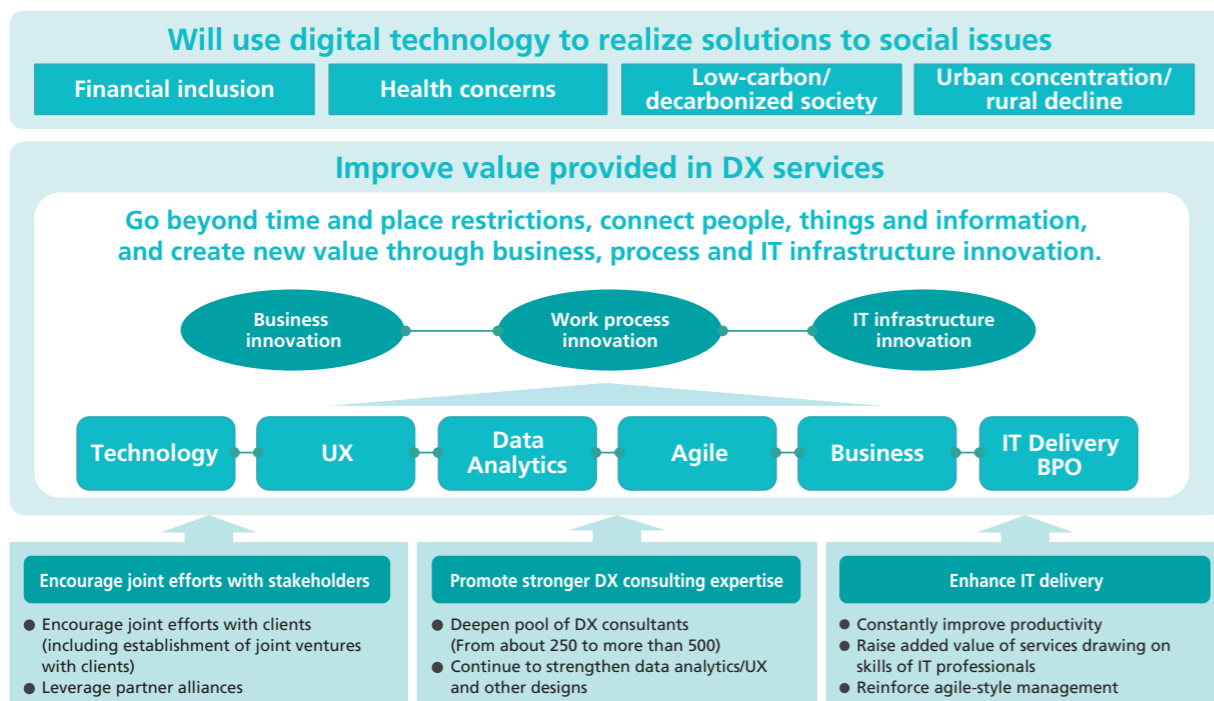 Will use digital technology to realize solutions to social issues
Financial inclusion
Health concerns
Low-carbon/
decarbonized society
Urban concentration/
rural decline
Improve value provided in DX services
Go beyond time and place restrictions, connect people, things and information,
and create new value through business, process and IT infrastructure innovation.
Business
innovation
Work process
innovation
IT infrastructure
innovation
Technology
UX
Data
Analytics
Agile
Business
IT Delivery
BPO
Encourage joint efforts with stakeholders
● Encourage joint efforts with clients
(including establishment of joint ventures
with clients)
● Leverage partner alliances
Promote stronger DX consulting expertise
● Deepen pool of DX consultants
(From about 250 to more than 500)
● Continue to strengthen data analytics/UX
and other designs
Enhance IT delivery
● Constantly improve productivity
● Raise added value of services drawing on
skills of IT professionals
● Reinforce agile-style management